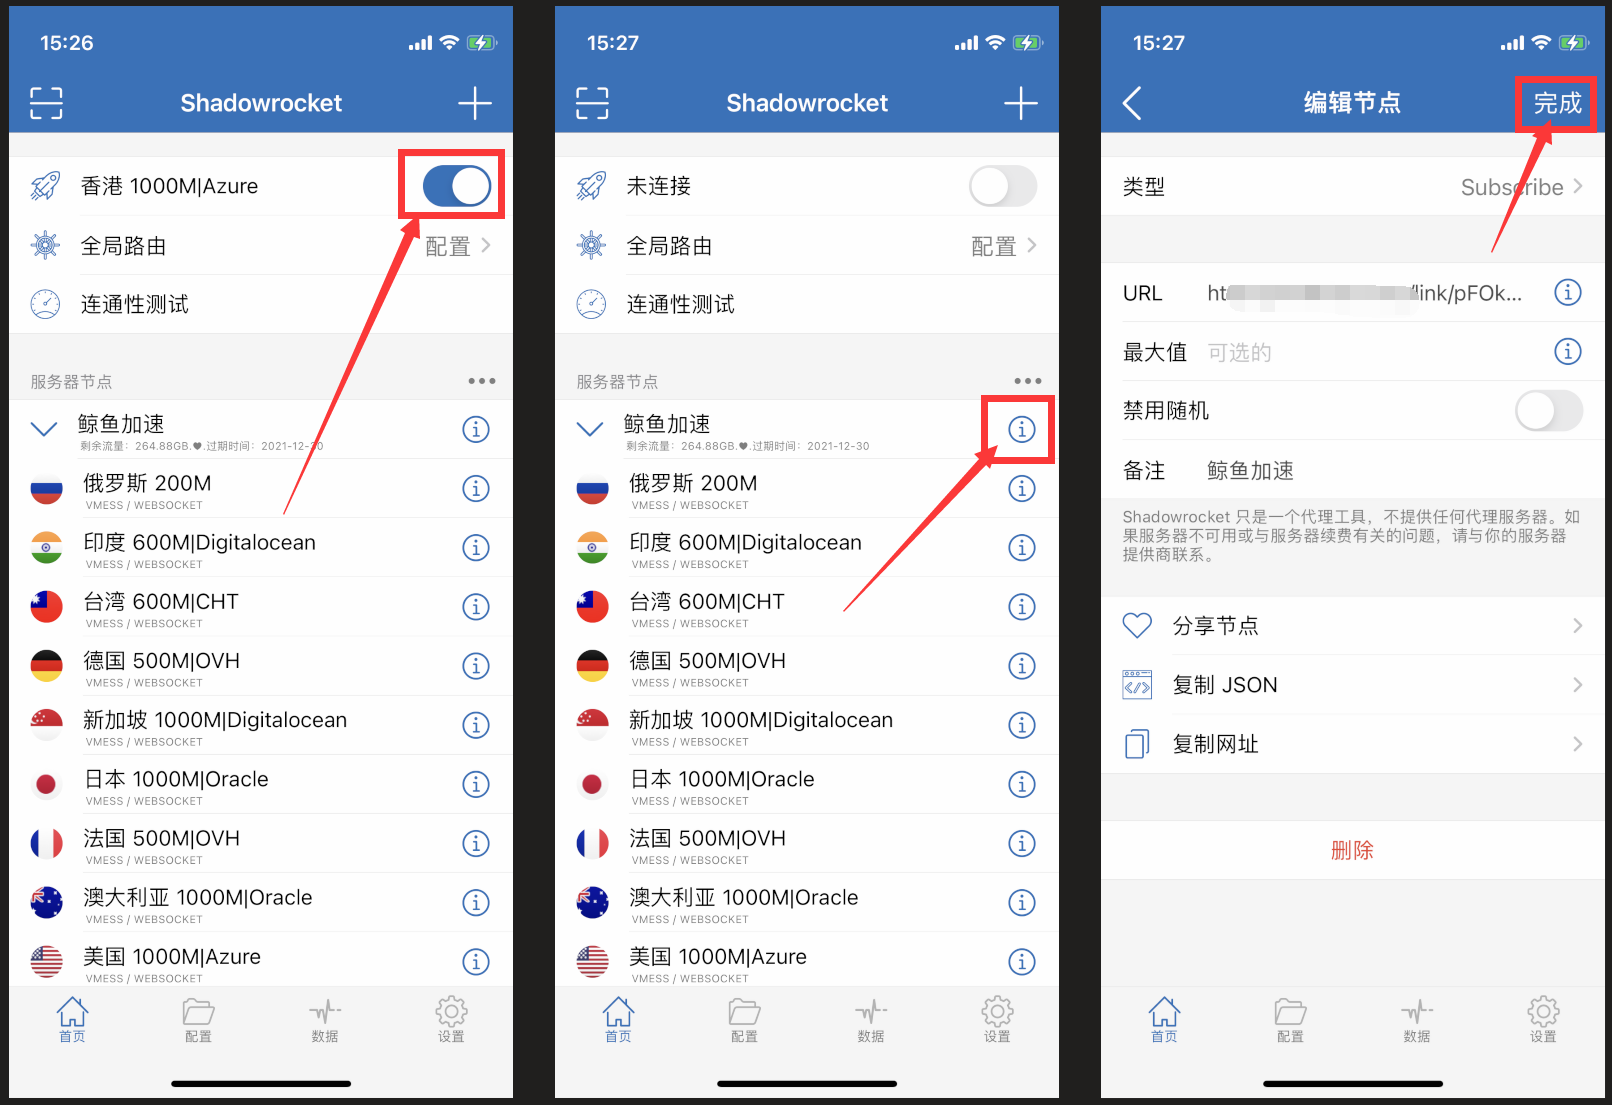 15:26
Shadowrocket
香港 1000M|Azure
全局路由
配置
连通性测试
服务器节点
鲸鱼加速
剩余流量：264.88GB.♥.过期时间：2021-12-30
俄罗斯 200M
VMESS / WEBSOCKET
印度 600M|Digitalocean
VMESS / WEBSOCKET
台湾 600M|CHT
VMESS / WEBSOCKET
德国 500M|OVH
VMESS / WEBSOCKET
新加坡 1000M|Digitalocean
VMESS / WEBSOCKET
日本 1000M|Oracle
VMESS / WEBSOCKET
法国 500M|OVH
VMESS / WEBSOCKET
澳大利亚 1000M|Oracle
VMESS / WEBSOCKET
美国 1000M|Azure
VMESS / WEBSOCKET
首页
配置
数据
设置
15:27
Shadowrocket
未连接
全局路由
配置
连通性测试
服务器节点
鲸鱼加速
剩余流量：264.88GB.♥.过期时间：2021-12-30
俄罗斯 200M
VMESS / WEBSOCKET
印度 600M|Digitalocean
VMESS / WEBSOCKET
台湾 600M|CHT
VMESS / WEBSOCKET
德国 500M|OVH
VMESS / WEBSOCKET
新加坡 1000M|Digitalocean
VMESS / WEBSOCKET
日本 1000M|Oracle
VMESS / WEBSOCKET
法国 500M|OVH
VMESS / WEBSOCKET
澳大利亚 1000M|Oracle
VMESS / WEBSOCKET
美国 1000M|Azure
VMESS / WEBSOCKET
首页
配置
数据
设置
15:27
编辑节点
完成
类型
Subscribe
URL
ht /link/pFOk...
最大值
可选的
禁用随机
备注
鲸鱼加速
Shadowrocket 只是一个代理工具，不提供任何代理服务器。如
果服务器不可用或与服务器续费有关的问题，请与你的服务器
提供商联系。
分享节点
复制 JSON
复制网址
删除
首页
配置
数据
设置